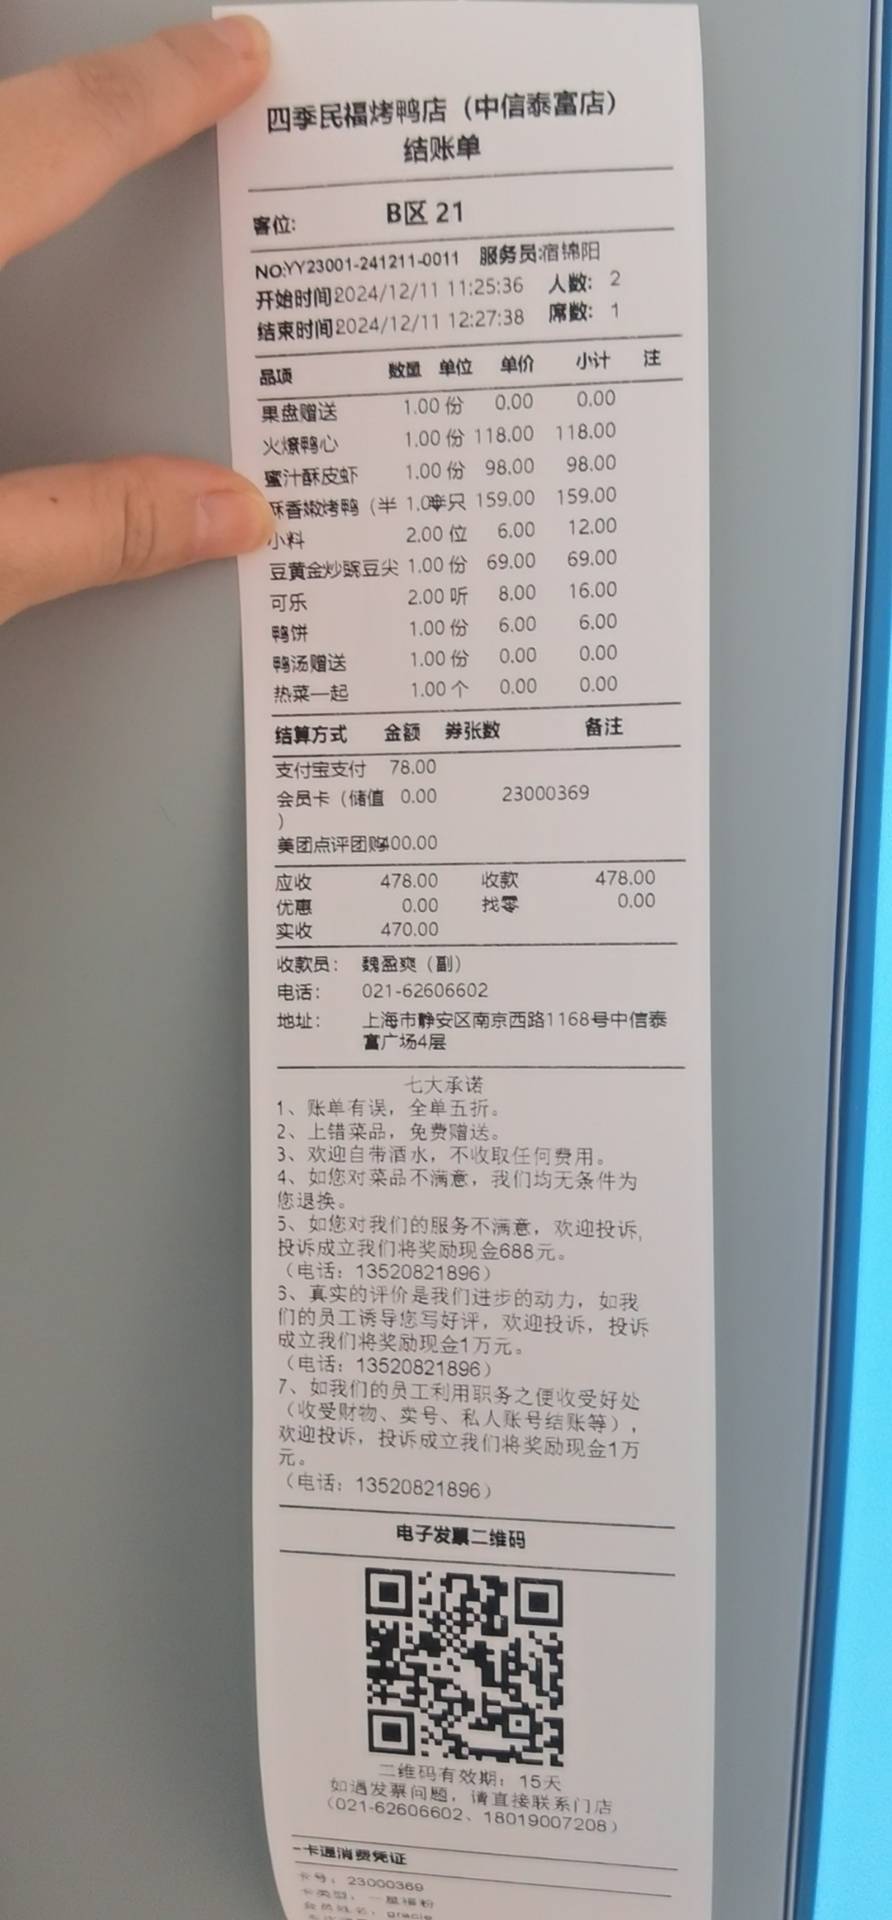 四季民福烤鸭店（中信泰富店）
结账单
客位: B区 21
NO:YY23001-241211-0011 服务员:宿锦阳
开始时间2024/12/11 11:25:36 人数: 2
结束时间2024/12/11 12:27:38 席数: 1
品项 数量 单位 单价 小计 注
果盘赠送 1.00 份 0.00 0.00
火燎鸭心 1.00 份 118.00 118.00
蜜汁酥皮虾 1.00 份 98.00 98.00
酥香嫩烤鸭（半 1.0 半只 159.00 159.00
小料 2.00 位 6.00 12.00
豆黄金炒豌豆尖 1.00 份 69.00 69.00
可乐 2.00 听 8.00 16.00
鸭饼 1.00 份 6.00 6.00
鸭汤赠送 1.00 份 0.00 0.00
热菜一起 1.00 个 0.00 0.00
结算方式 金额 券张数 备注
支付宝支付 78.00
会员卡（储值 0.00 23000369
）
美团点评团购400.00
应收 478.00 收款 478.00
优惠 0.00 找零 0.00
实收 470.00
收款员: 魏盈爽（副）
电话: 021-62606602
地址: 上海市静安区南京西路1168号中信泰
富广场4层
七大承诺
1、账单有误，全单五折。
2、上错菜品，免费赠送。
3、欢迎自带酒水，不收取任何费用。
4、如您对菜品不满意，我们均无条件为
您退换。
5、如您对我们的服务不满意，欢迎投诉,
投诉成立我们将奖励现金688元。
（电话：13520821896）
6、真实的评价是我们进步的动力，如我
们的员工诱导您写好评，欢迎投诉，投诉
成立我们将奖励现金1万元。
（电话：13520821896）
7、如我们的员工利用职务之便收受好处
（收受财物、卖号、私人账号结账等），
欢迎投诉，投诉成立我们将奖励现金1万
元。
（电话：13520821896）
电子发票二维码
二维码有效期：15天
如遇发票问题，请直接联系门店
（021-62606602、18019007208）
一卡通消费凭证
卡号：23000369
卡类型：一星福粉
会员姓名：gracie